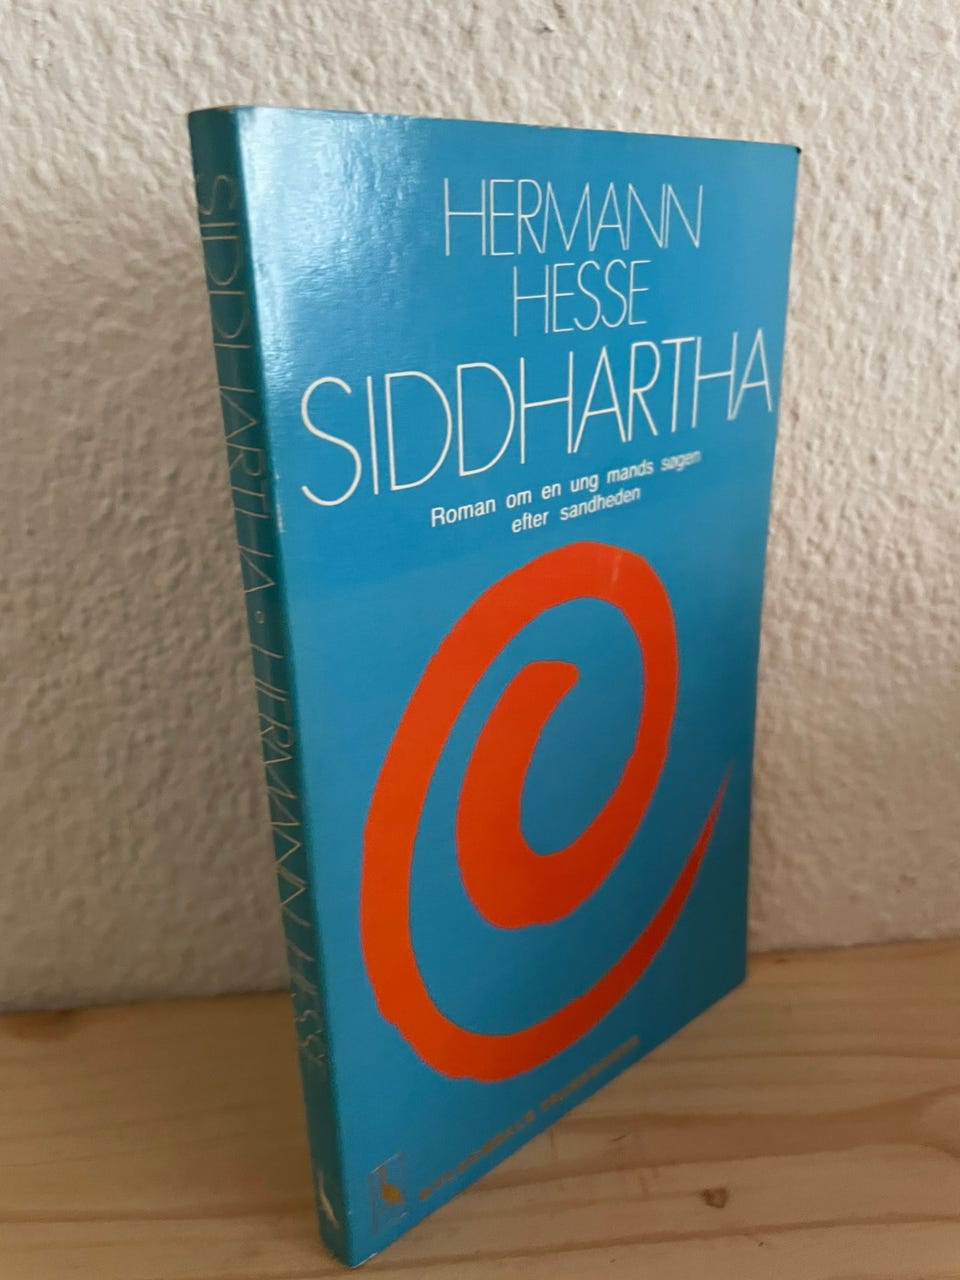 HERMANN
HESSE
SIDDHARTHA
Roman om en ung mands søgen
efter sandheden
SIDDHARTHA ∘ HERMANN HESSE